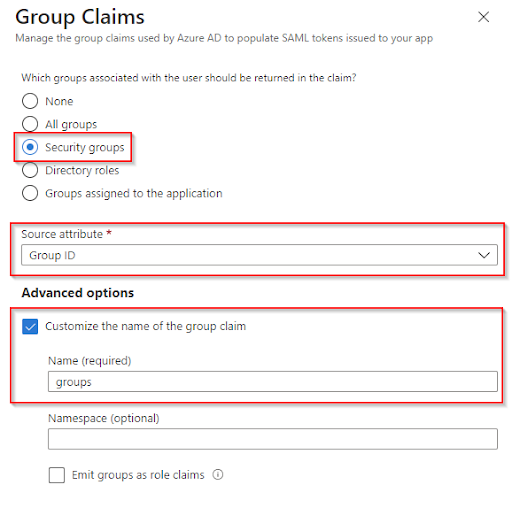 Group Claims
Manage the group claims used by Azure AD to populate SAML tokens issued to your app
Which groups associated with the user should be returned in the claim?
None
All groups
Security groups
Directory roles
Groups assigned to the application
Source attribute *
Group ID
Advanced options
Customize the name of the group claim
Name (required)
groups
Namespace (optional)
Emit groups as role claims